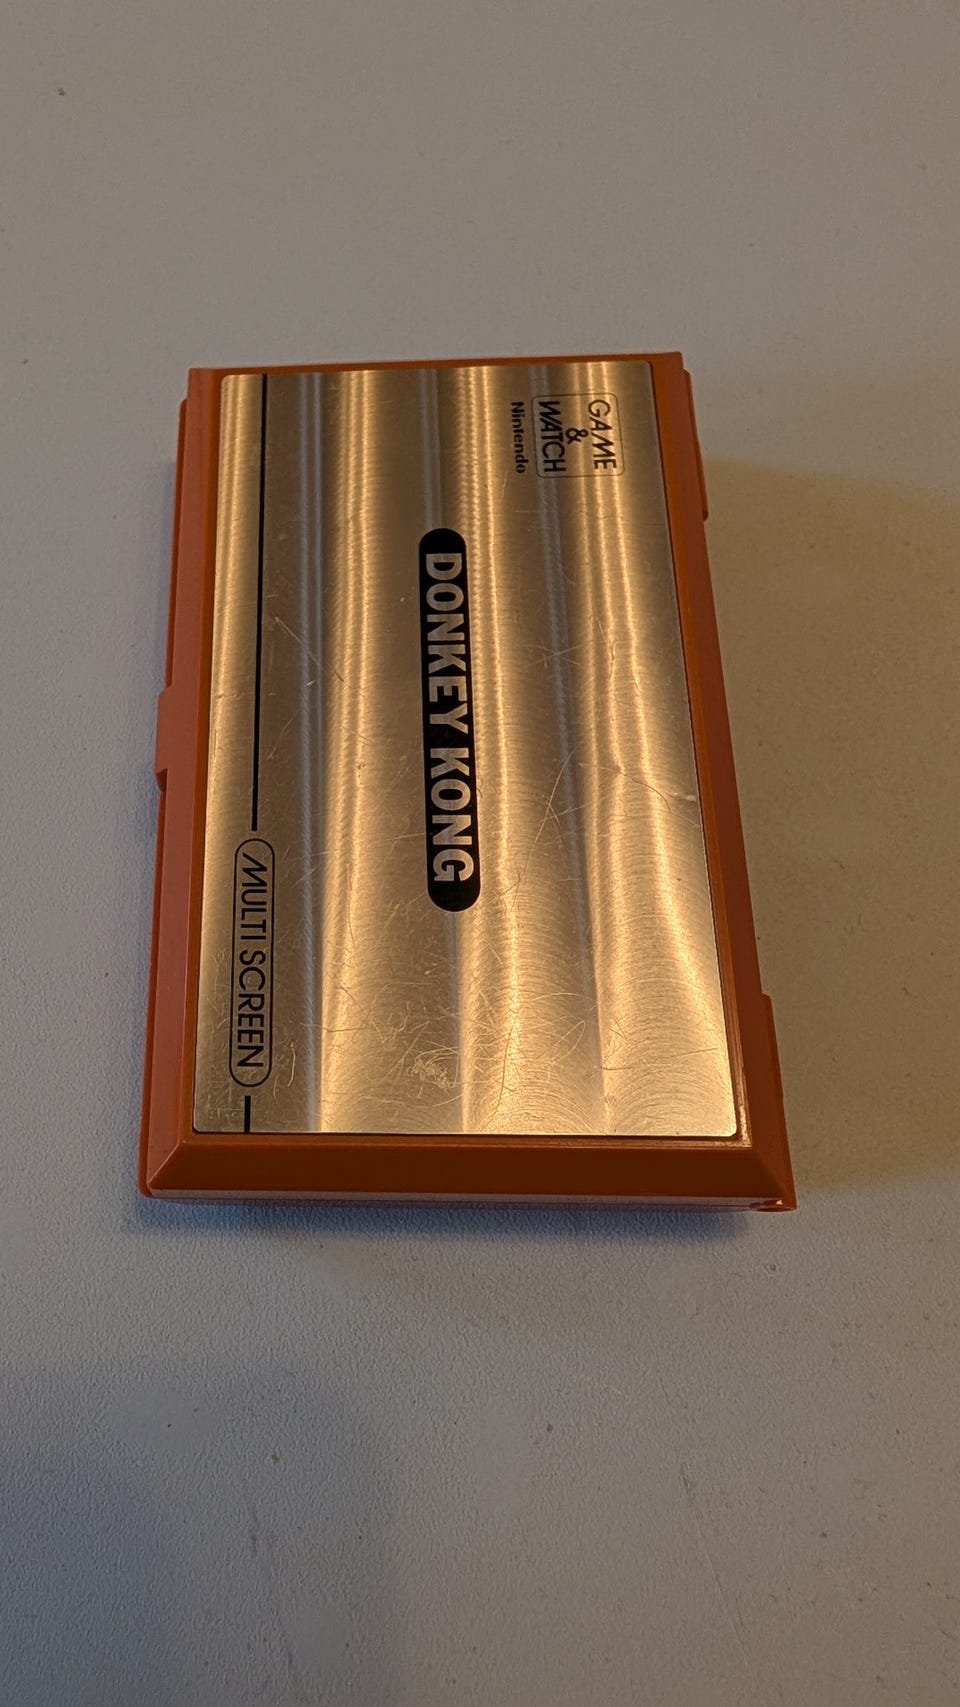 GAME
&
WATCH
Nintendo
DONKEY KONG
MULTI SCREEN